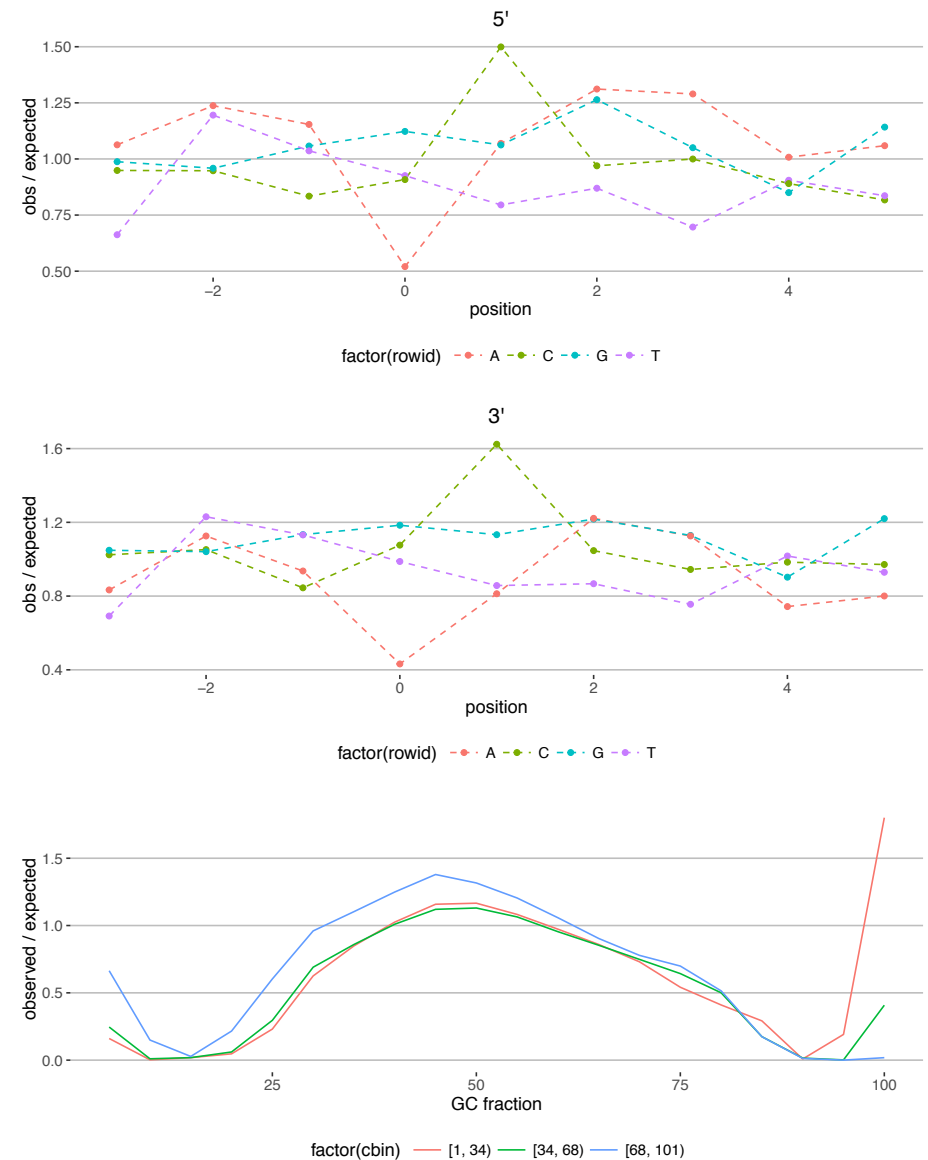 5'
obs / expected
1.50
1.25
1.00
0.75
0.50
−2 0 2 4
position
factor(rowid) A C G T
3'
obs / expected
1.6
1.2
0.8
0.4
−2 0 2 4
position
factor(rowid) A C G T
observed / expected
1.5
1.0
0.5
0.0
25 50 75 100
GC fraction
factor(cbin) [1, 34) [34, 68) [68, 101)